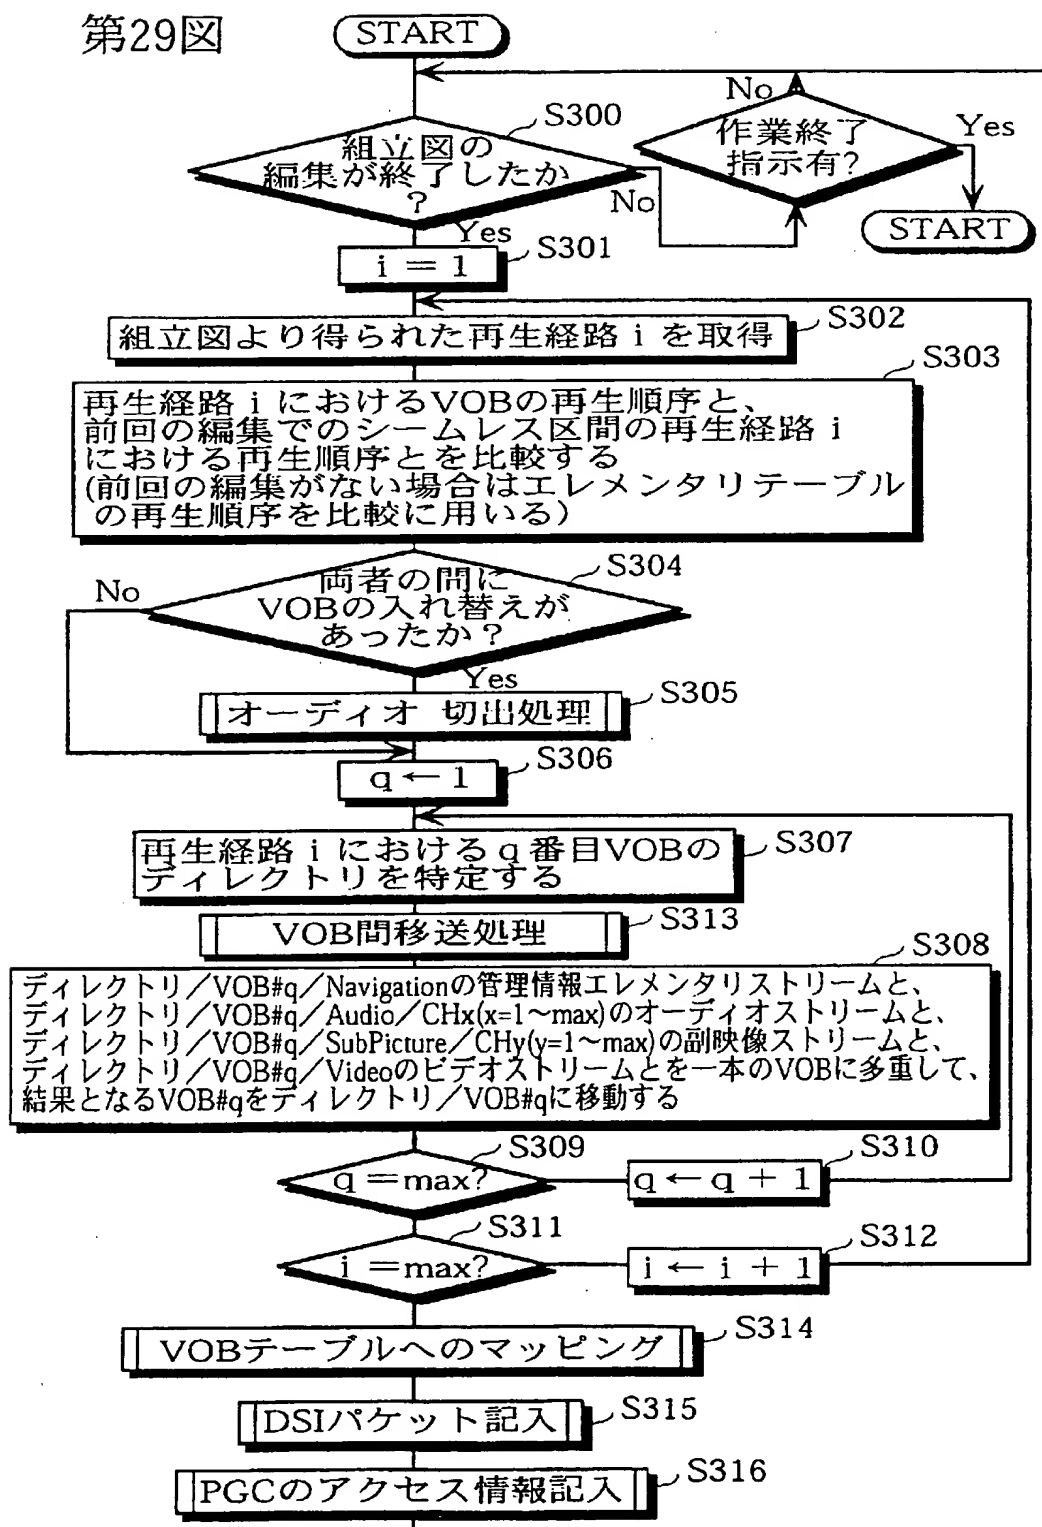 第29図
START
S300
組立図の
編集が終了したか
?
No
作業終了
指示有?
Yes
No
START
Yes
S301
i = 1
S302
組立図より得られた再生経路 i を取得
S303
再生経路 i におけるVOBの再生順序と、
前回の編集でのシームレス区間の再生経路 i
における再生順序とを比較する
(前回の編集がない場合はエレメンタリテーブル
の再生順序を比較に用いる)
S304
両者の間に
VOBの入れ替えが
あったか?
No
Yes
S305
オーディオ 切出処理
S306
q ← 1
S307
再生経路 i におけるq番目VOBの
ディレクトリを特定する
S313
VOB間移送処理
S308
ディレクトリ/VOB#q/Navigationの管理情報エレメンタリストリームと、
ディレクトリ/VOB#q/Audio/CHx(x=1~max)のオーディオストリームと、
ディレクトリ/VOB#q/SubPicture/CHy(y=1~max)の副映像ストリームと、
ディレクトリ/VOB#q/Videoのビデオストリームとを一本のVOBに多重して、
結果となるVOB#qをディレクトリ/VOB#qに移動する
S309
q=max?
S310
q ← q + 1
S311
i =max?
S312
i ← i + 1
S314
VOBテーブルへのマッピング
S315
DSIパケット記入
S316
PGCのアクセス情報記入